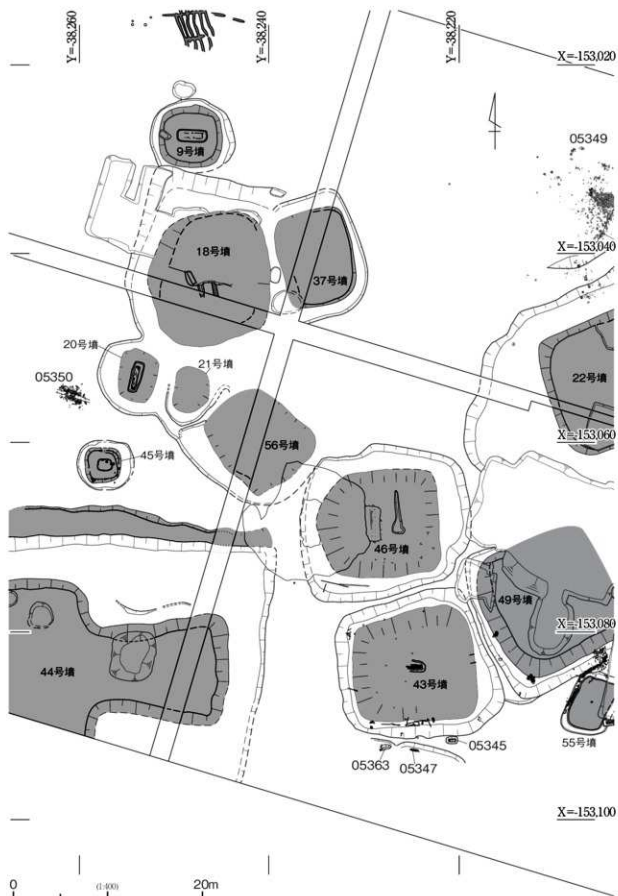 Y=-38,260
Y=-38,240
Y=-38,220
X=-153,020
9号墳
05349
18号墳
X=-153,040
37号墳
20号墳
21号墳
05350
22号墳
56号墳
X=-153,060
45号墳
46号墳
49号墳
X=-153,080
44号墳
43号墳
55号墳
05345
05363
05347
X=-153,100
0
(1:400)
20m